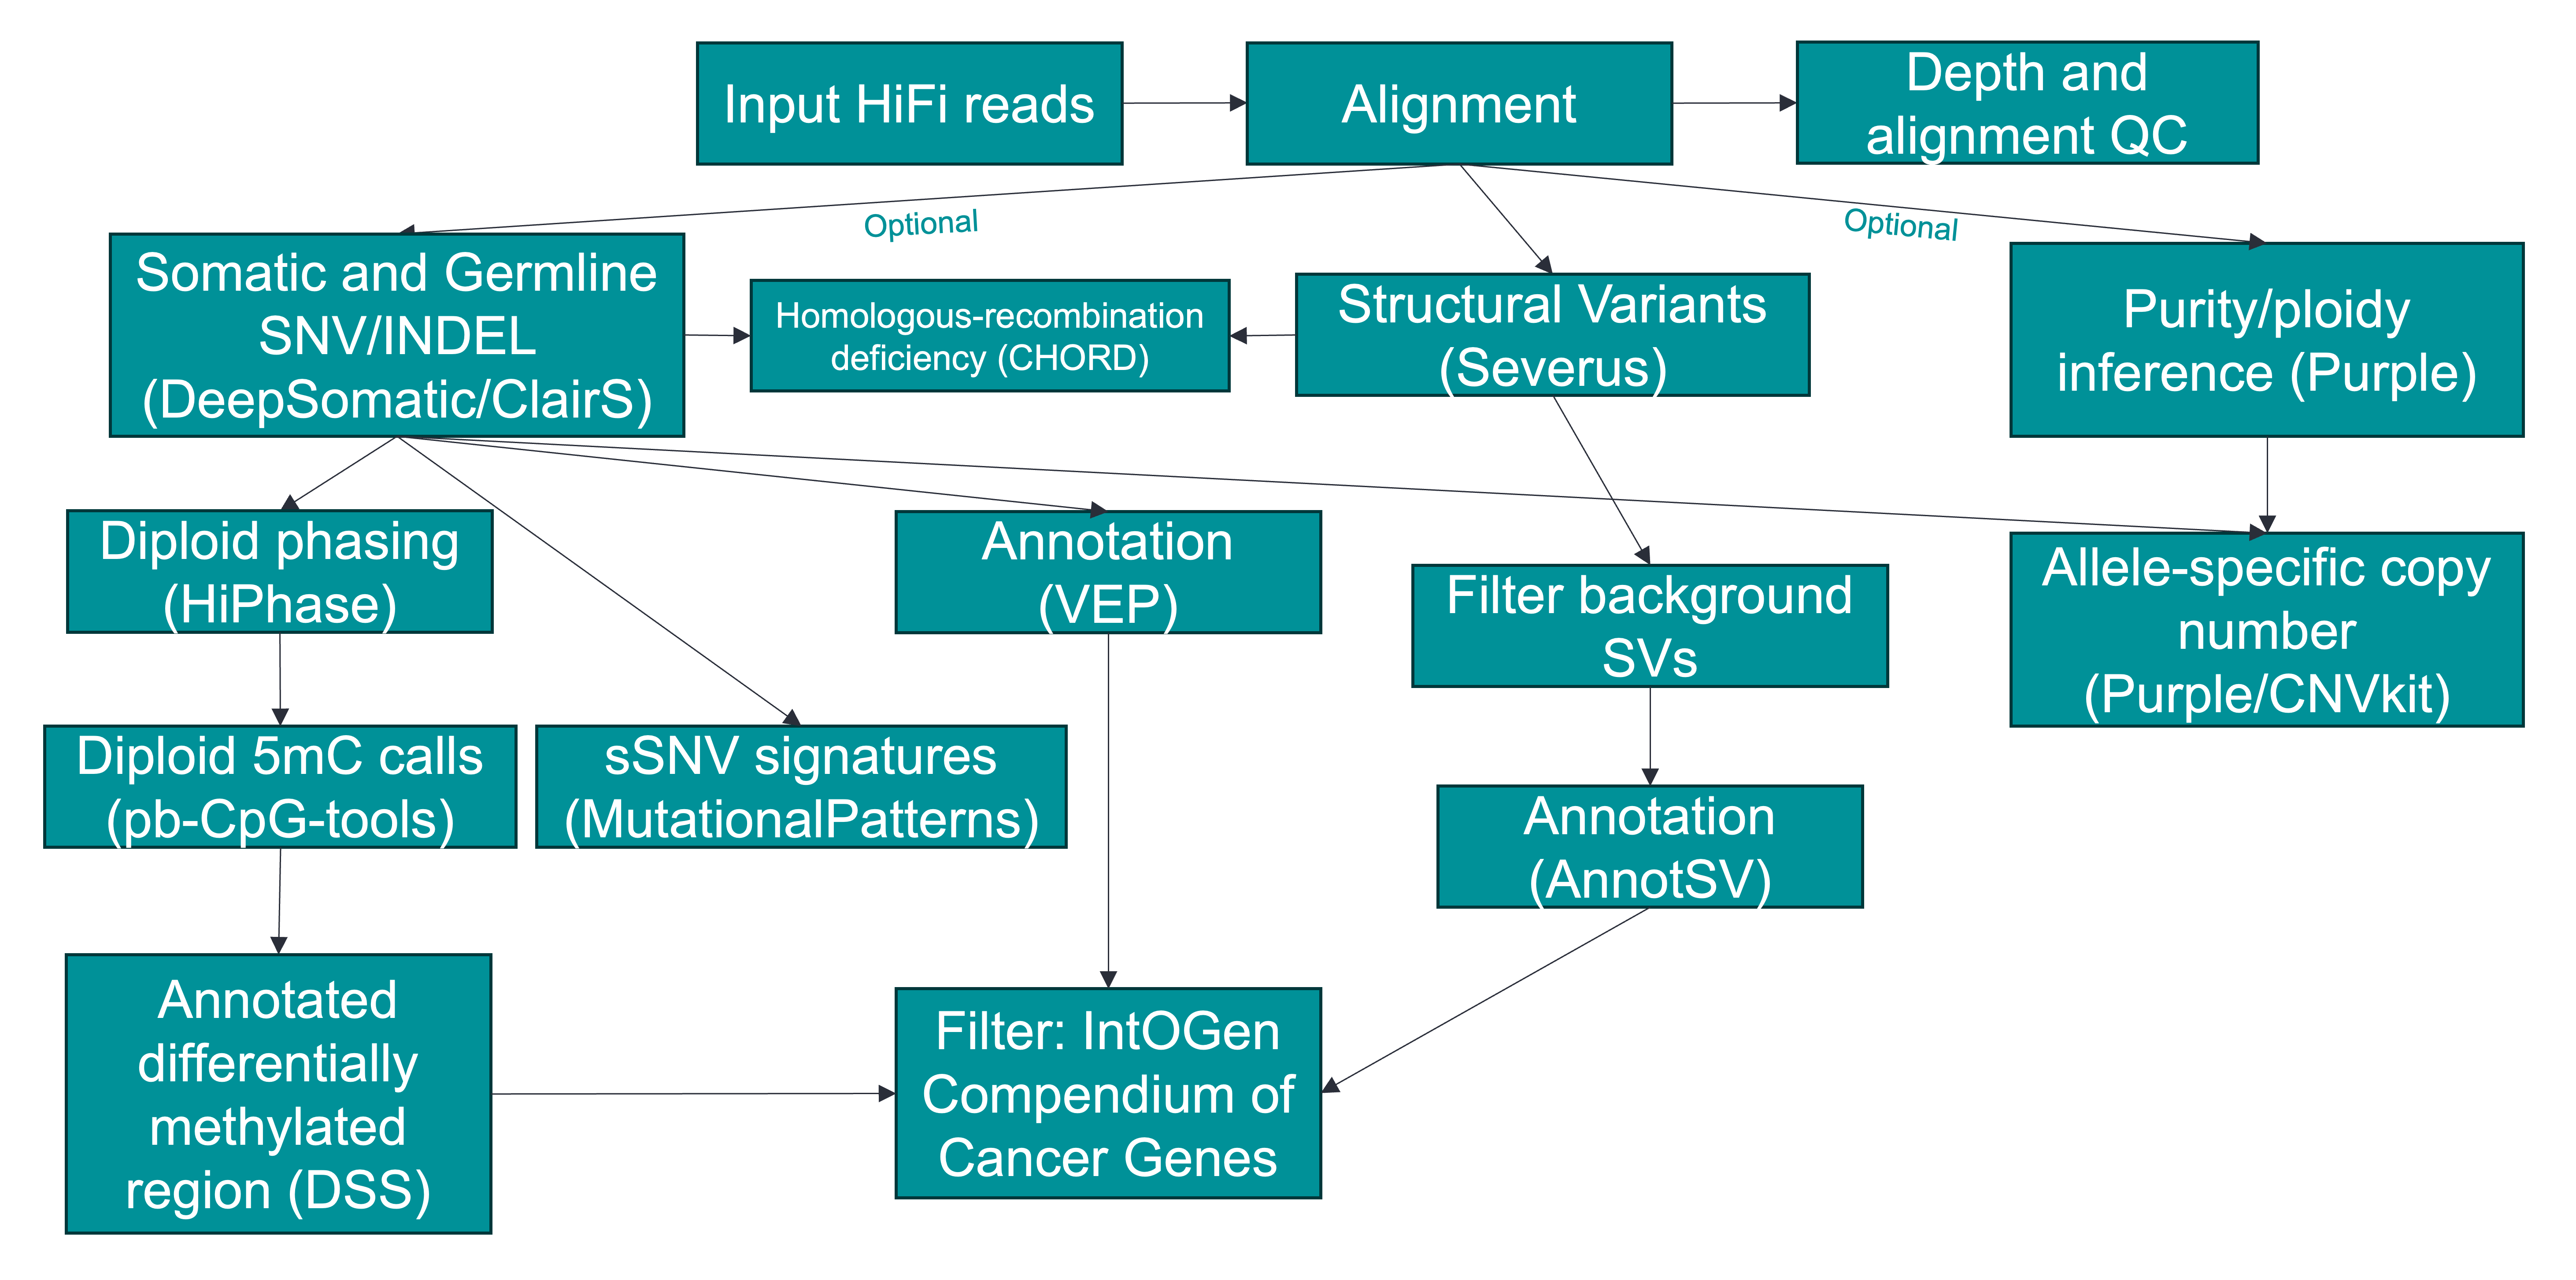 Input HiFi reads
Alignment
Depth and
alignment QC
Optional
Optional
Somatic and Germline
SNV/INDEL
(DeepSomatic/ClairS)
Homologous-recombination
deficiency (CHORD)
Structural Variants
(Severus)
Purity/ploidy
inference (Purple)
Diploid phasing
(HiPhase)
Annotation
(VEP)
Filter background
SVs
Allele-specific copy
number
(Purple/CNVkit)
Diploid 5mC calls
(pb-CpG-tools)
sSNV signatures
(MutationalPatterns)
Annotation
(AnnotSV)
Annotated
differentially
methylated
region (DSS)
Filter: IntOGen
Compendium of
Cancer Genes